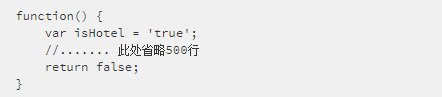 function() {
    var isHotel = 'true';
    //....... 此处省略500行
    return false;
}